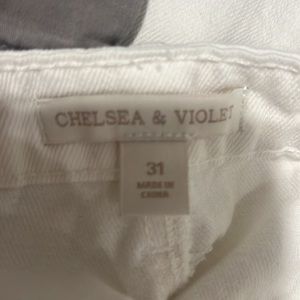 CHELSEA & VIOLET
31
MADE IN
CHINA